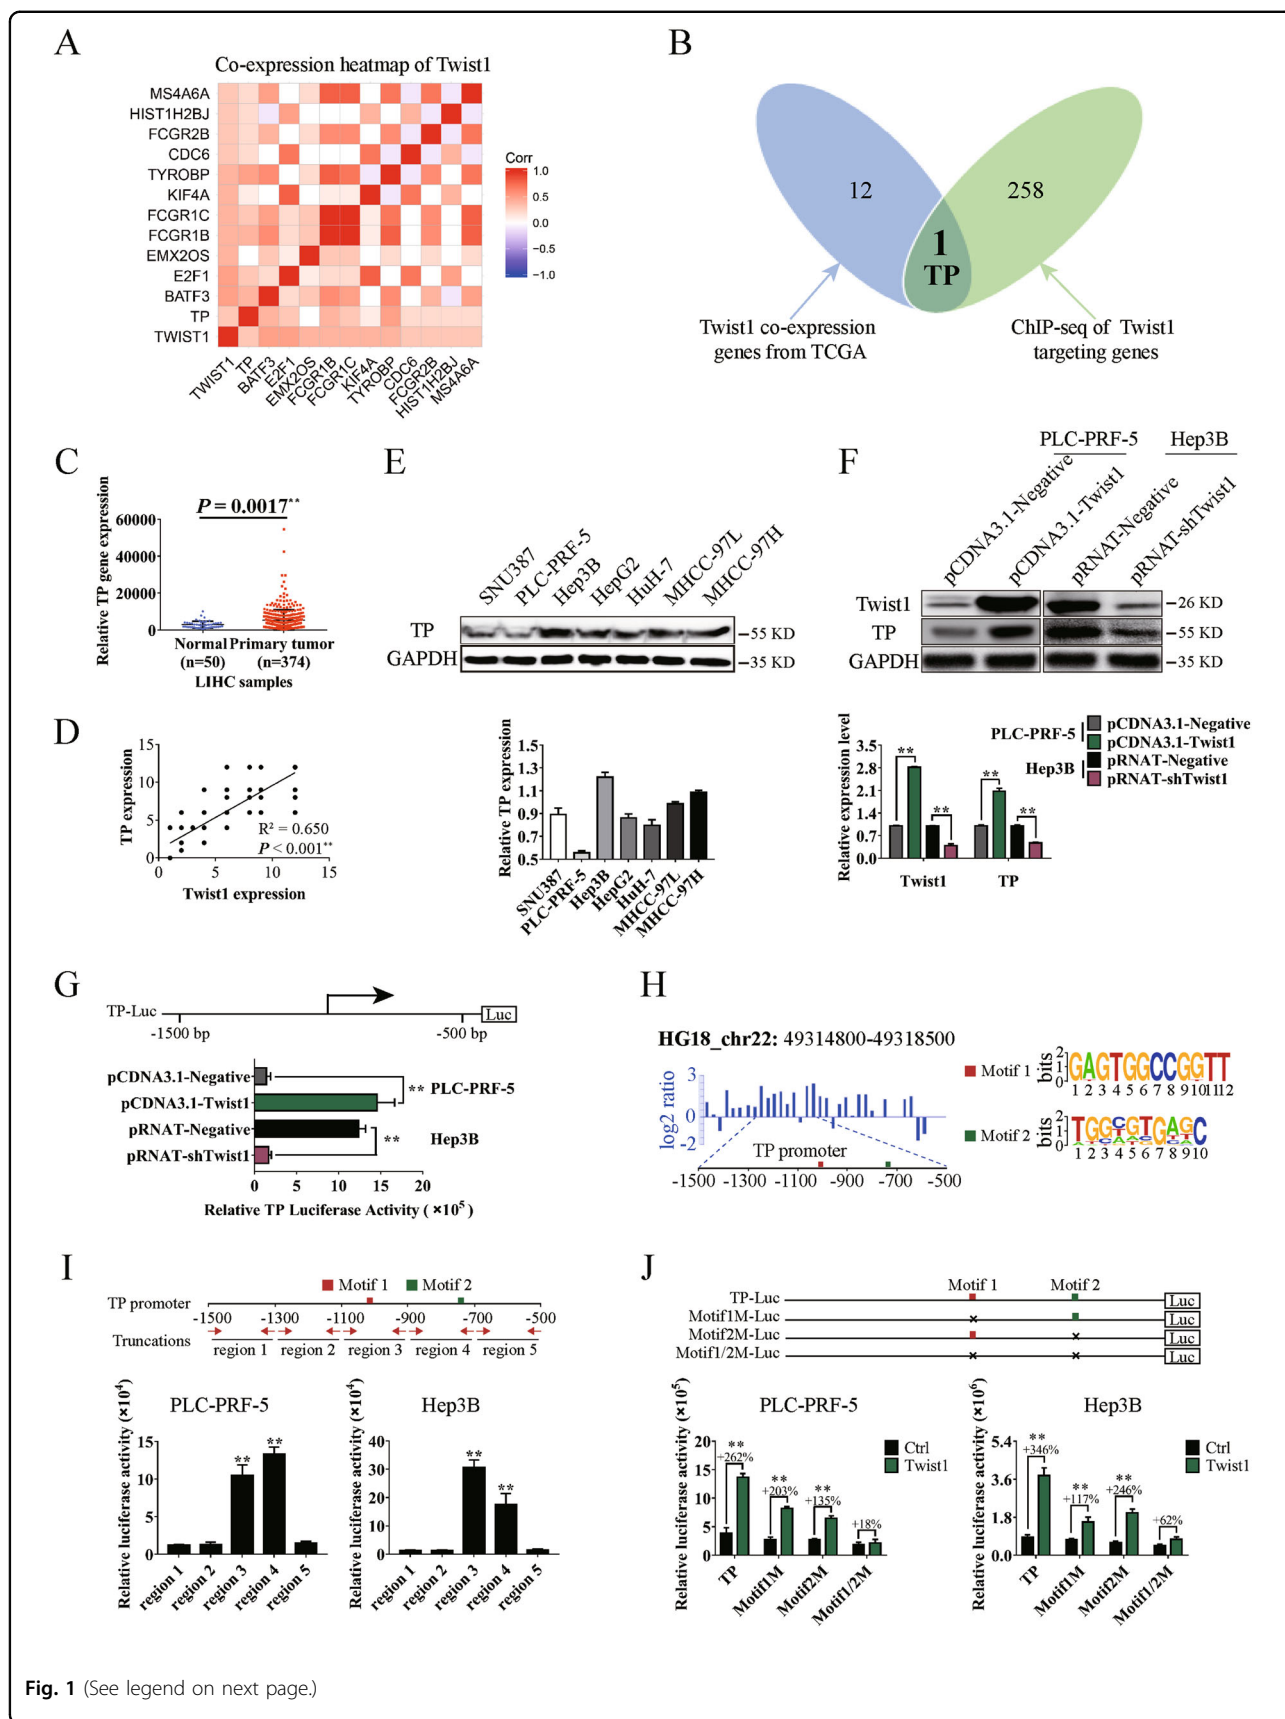 A
Co-expression heatmap of Twist1
MS4A6A
HIST1H2BJ
FCGR2B
CDC6
TYROBP
KIF4A
FCGR1C
FCGR1B
EMX2OS
E2F1
BATF3
TP
TWIST1
TWIST1
TP
BATF3
E2F1
EMX2OS
FCGR1B
FCGR1C
KIF4A
TYROBP
CDC6
FCGR2B
HIST1H2BJ
MS4A6A
Corr
1.0
0.5
0.0
−0.5
−1.0
B
12
258
1
TP
Twist1 co-expression
genes from TCGA
ChIP-seq of Twist1
targeting genes
C
P = 0.0017**
Relative TP gene expression
60000
40000
20000
0
Normal Primary tumor
(n=50) (n=374)
LIHC samples
D
TP expression
15
10
5
0
0 5 10 15
R² = 0.650
P < 0.001**
Twist1 expression
E
SNU387
PLC-PRF-5
Hep3B
HepG2
HuH-7
MHCC-97L
MHCC-97H
TP
–55 KD
GAPDH
–35 KD
Relative TP expression
1.5
1.3
1.1
0.9
0.7
0.5
SNU387
PLC-PRF-5
Hep3B
HepG2
HuH-7
MHCC-97L
MHCC-97H
F
PLC-PRF-5 Hep3B
pCDNA3.1-Negative
pCDNA3.1-Twist1
pRNAT-Negative
pRNAT-shTwist1
Twist1
–26 KD
TP
–55 KD
GAPDH
–35 KD
PLC-PRF-5
pCDNA3.1-Negative
pCDNA3.1-Twist1
Hep3B
pRNAT-Negative
pRNAT-shTwist1
Relative expression level
3.5
2.8
2.1
1.4
0.7
0.0
** ** ** **
Twist1 TP
G
TP-Luc
Luc
-1500 bp -500 bp
pCDNA3.1-Negative
pCDNA3.1-Twist1
pRNAT-Negative
pRNAT-shTwist1
** PLC-PRF-5
** Hep3B
0 5 10 15 20
Relative TP Luciferase Activity (×10⁵)
H
HG18_chr22: 49314800-49318500
log2 ratio
3
0
-2
TP promoter
-1500 -1300 -1100 -900 -700 -500
Motif 1
bits
2
1
0
GAGTGGCCGGTT
1 2 3 4 5 6 7 8 9 10 11 12
Motif 2
bits
2
1
0
TGGCGTGAGC
1 2 3 4 5 6 7 8 9 10
I
Motif 1 Motif 2
TP promoter
-1500 -1300 -1100 -900 -700 -500
Truncations
region 1 region 2 region 3 region 4 region 5
PLC-PRF-5
Relative luciferase activity (×10⁴)
15
10
5
0
** **
region 1
region 2
region 3
region 4
region 5
Hep3B
Relative luciferase activity (×10⁴)
40
30
20
10
0
** **
region 1
region 2
region 3
region 4
region 5
J
Motif 1 Motif 2
TP-Luc
Luc
Motif1M-Luc
×
Luc
Motif2M-Luc
×
Luc
Motif1/2M-Luc
× ×
Luc
PLC-PRF-5
Relative luciferase activity (×10⁵)
20
15
10
5
0
**
+262%
**
+203%
**
+135%
+18%
Ctrl
Twist1
TP
Motif1M
Motif2M
Motif1/2M
Hep3B
Relative luciferase activity (×10⁶)
5.4
3.6
1.8
0.0
**
+346%
**
+117%
**
+246%
+62%
Ctrl
Twist1
TP
Motif1M
Motif2M
Motif1/2M
Fig. 1 (See legend on next page.)